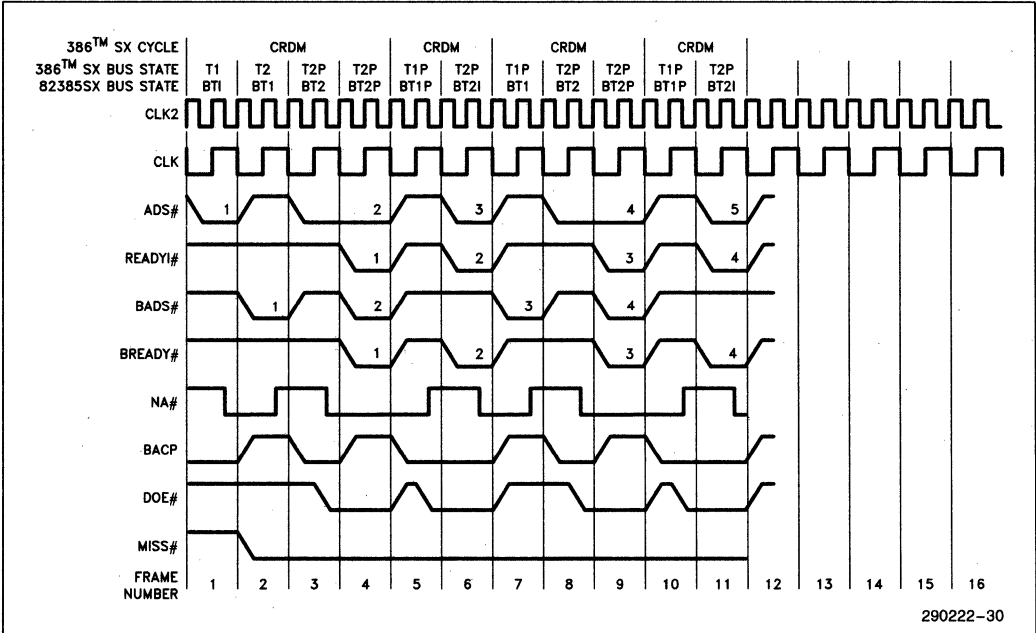 386™ SX CYCLE CRDM CRDM CRDM CRDM
386™ SX BUS STATE T1 T2 T2P T2P T1P T2P T1P T2P T2P T1P T2P
82385SX BUS STATE BTI BT1 BT2 BT2P BT1P BT2I BT1 BT2 BT2P BT1P BT2I
CLK2
CLK
ADS# 1 2 3 4 5
READYI# 1 2 3 4
BADS# 1 2 3 4
BREADY# 1 2 3 4
NA#
BACP
DOE#
MISS#
FRAME NUMBER 1 2 3 4 5 6 7 8 9 10 11 12 13 14 15 16
290222-30